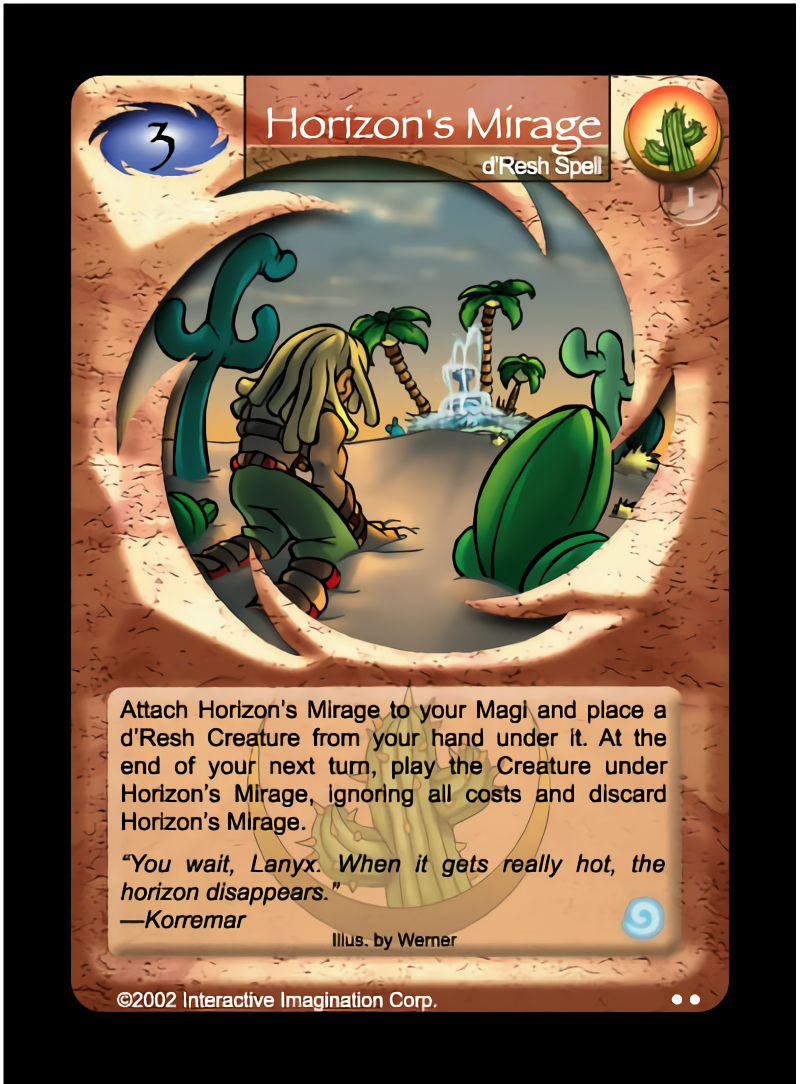 3
Horizon's Mirage
d'Resh Spell
I
Attach Horizon's Mirage to your Magi and place a
d'Resh Creature from your hand under it. At the
end of your next turn, play the Creature under
Horizon's Mirage, ignoring all costs and discard
Horizon's Mirage.
“You wait, Lanyx. When it gets really hot, the
horizon disappears.”
—Korremar
Illus. by Werner
©2002 Interactive Imagination Corp.